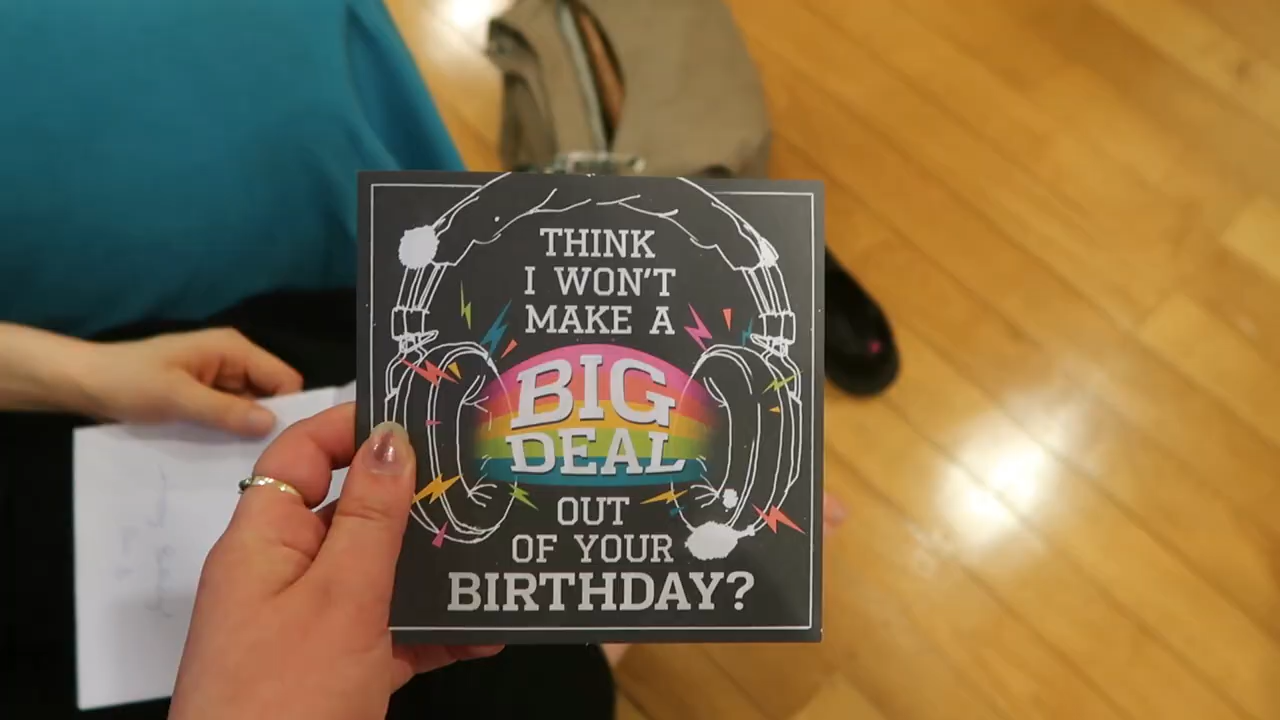 THINK
I WON'T
MAKE A
BIG
DEAL
OUT
OF YOUR
BIRTHDAY?